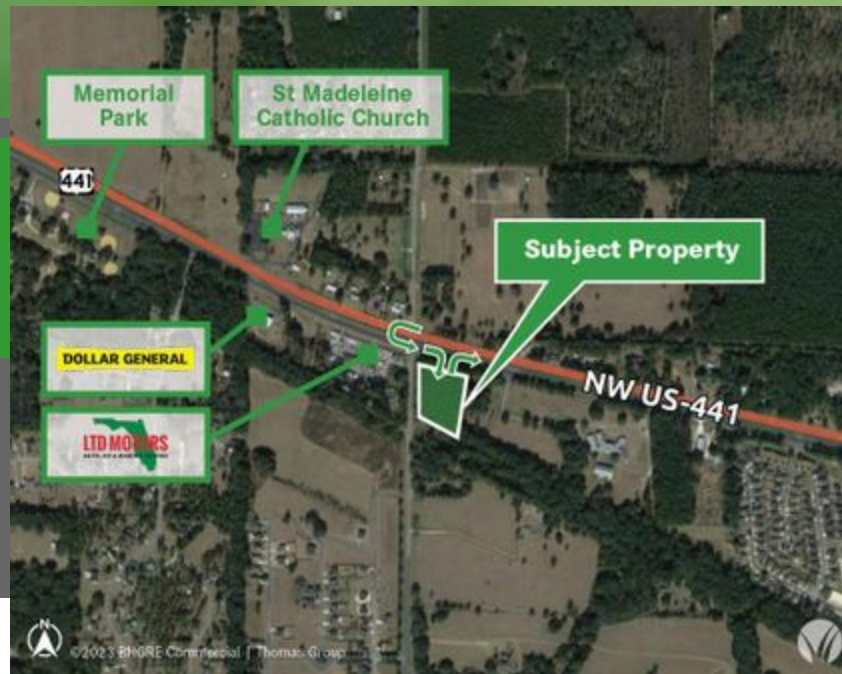 Memorial
Park
St Madeleine
Catholic Church
441
Subject Property
DOLLAR GENERAL
LTD MOTORS
NW US-441
N
©2023 BHGRE Commercial | Thomas Group